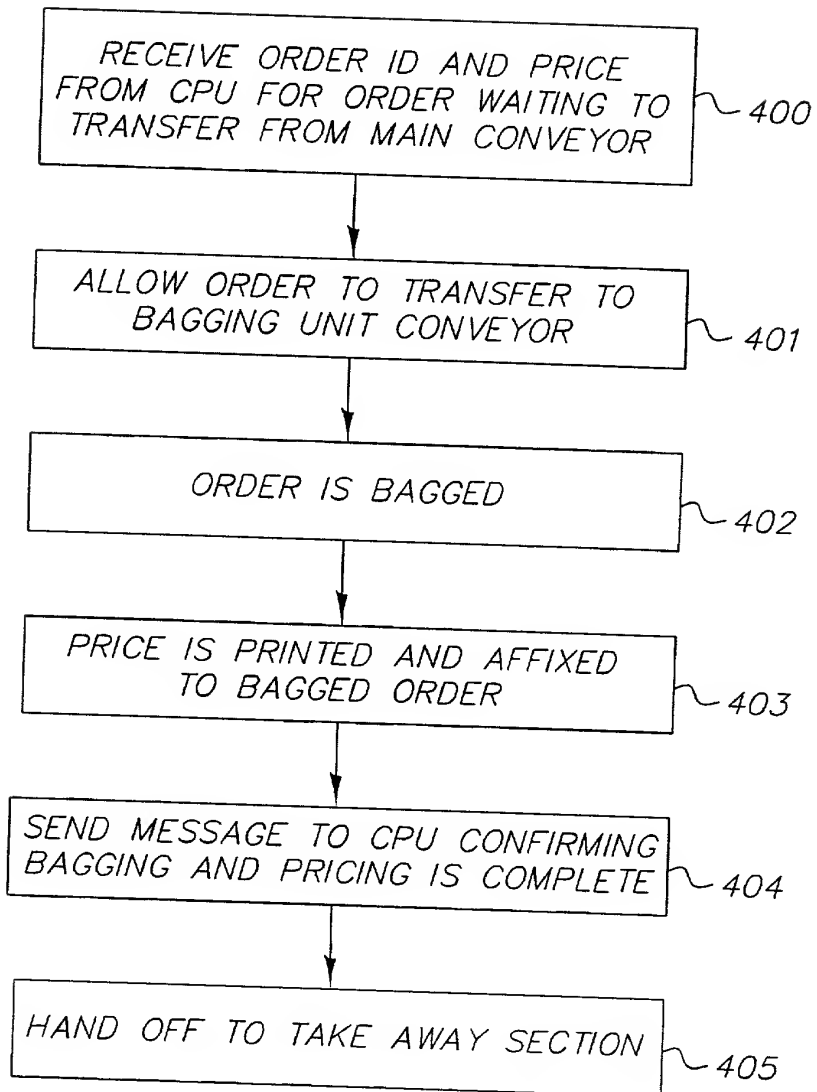 RECEIVE ORDER ID AND PRICE
FROM CPU FOR ORDER WAITING TO
TRANSFER FROM MAIN CONVEYOR
400
ALLOW ORDER TO TRANSFER TO
BAGGING UNIT CONVEYOR
401
ORDER IS BAGGED
402
PRICE IS PRINTED AND AFFIXED
TO BAGGED ORDER
403
SEND MESSAGE TO CPU CONFIRMING
BAGGING AND PRICING IS COMPLETE
404
HAND OFF TO TAKE AWAY SECTION
405